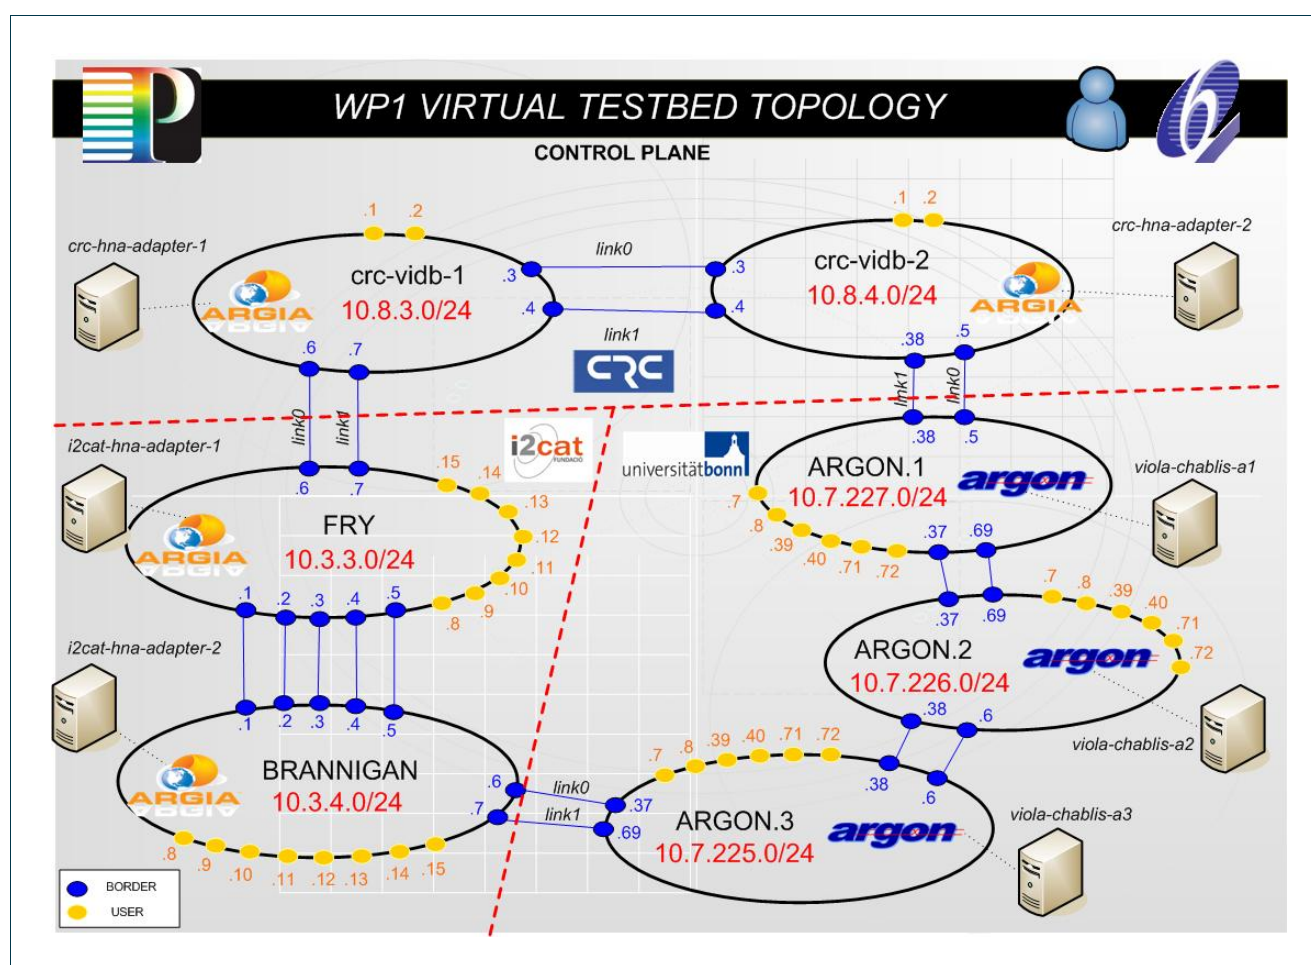 WP1 VIRTUAL TESTBED TOPOLOGY
CONTROL PLANE
crc-hna-adapter-1
.1
.2
crc-vidb-1
10.8.3.0/24
ARGIA
.3
.4
.6
.7
link0
link1
.3
.4
.1
.2
crc-vidb-2
10.8.4.0/24
ARGIA
crc-hna-adapter-2
.38
.5
CRC
link0
link1
link1
link0
i2cat-hna-adapter-1
i2cat
FUNDACIÓ
universitätbonn
.6
.7
.15
.14
.13
.12
.11
.10
.9
.8
FRY
10.3.3.0/24
ARGIA
.1
.2
.3
.4
.5
.38
.5
ARGON.1
10.7.227.0/24
argon
viola-chablis-a1
.7
.8
.39
.40
.71
.72
.37
.69
.37
.69
.7
.8
.39
.40
.71
.72
ARGON.2
10.7.226.0/24
argon
.38
.6
viola-chablis-a2
i2cat-hna-adapter-2
.1
.2
.3
.4
.5
BRANNIGAN
10.3.4.0/24
ARGIA
.6
.7
link0
link1
.8
.9
.10
.11
.12
.13
.14
.15
.7
.8
.39
.40
.71
.72
.38
.6
.37
.69
ARGON.3
10.7.225.0/24
argon
viola-chablis-a3
BORDER
USER